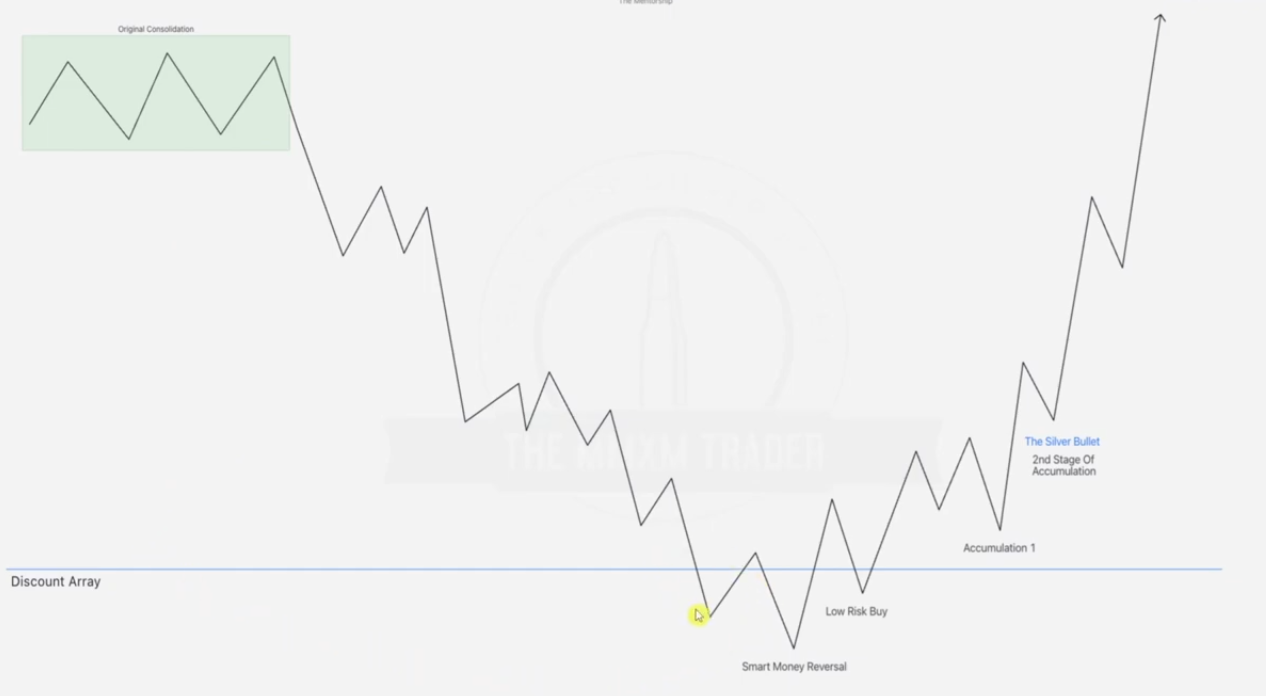 The Mentorship
Original Consolidation
THE MMXM TRADER
The Silver Bullet
2nd Stage Of
Accumulation
Accumulation 1
Discount Array
Low Risk Buy
Smart Money Reversal